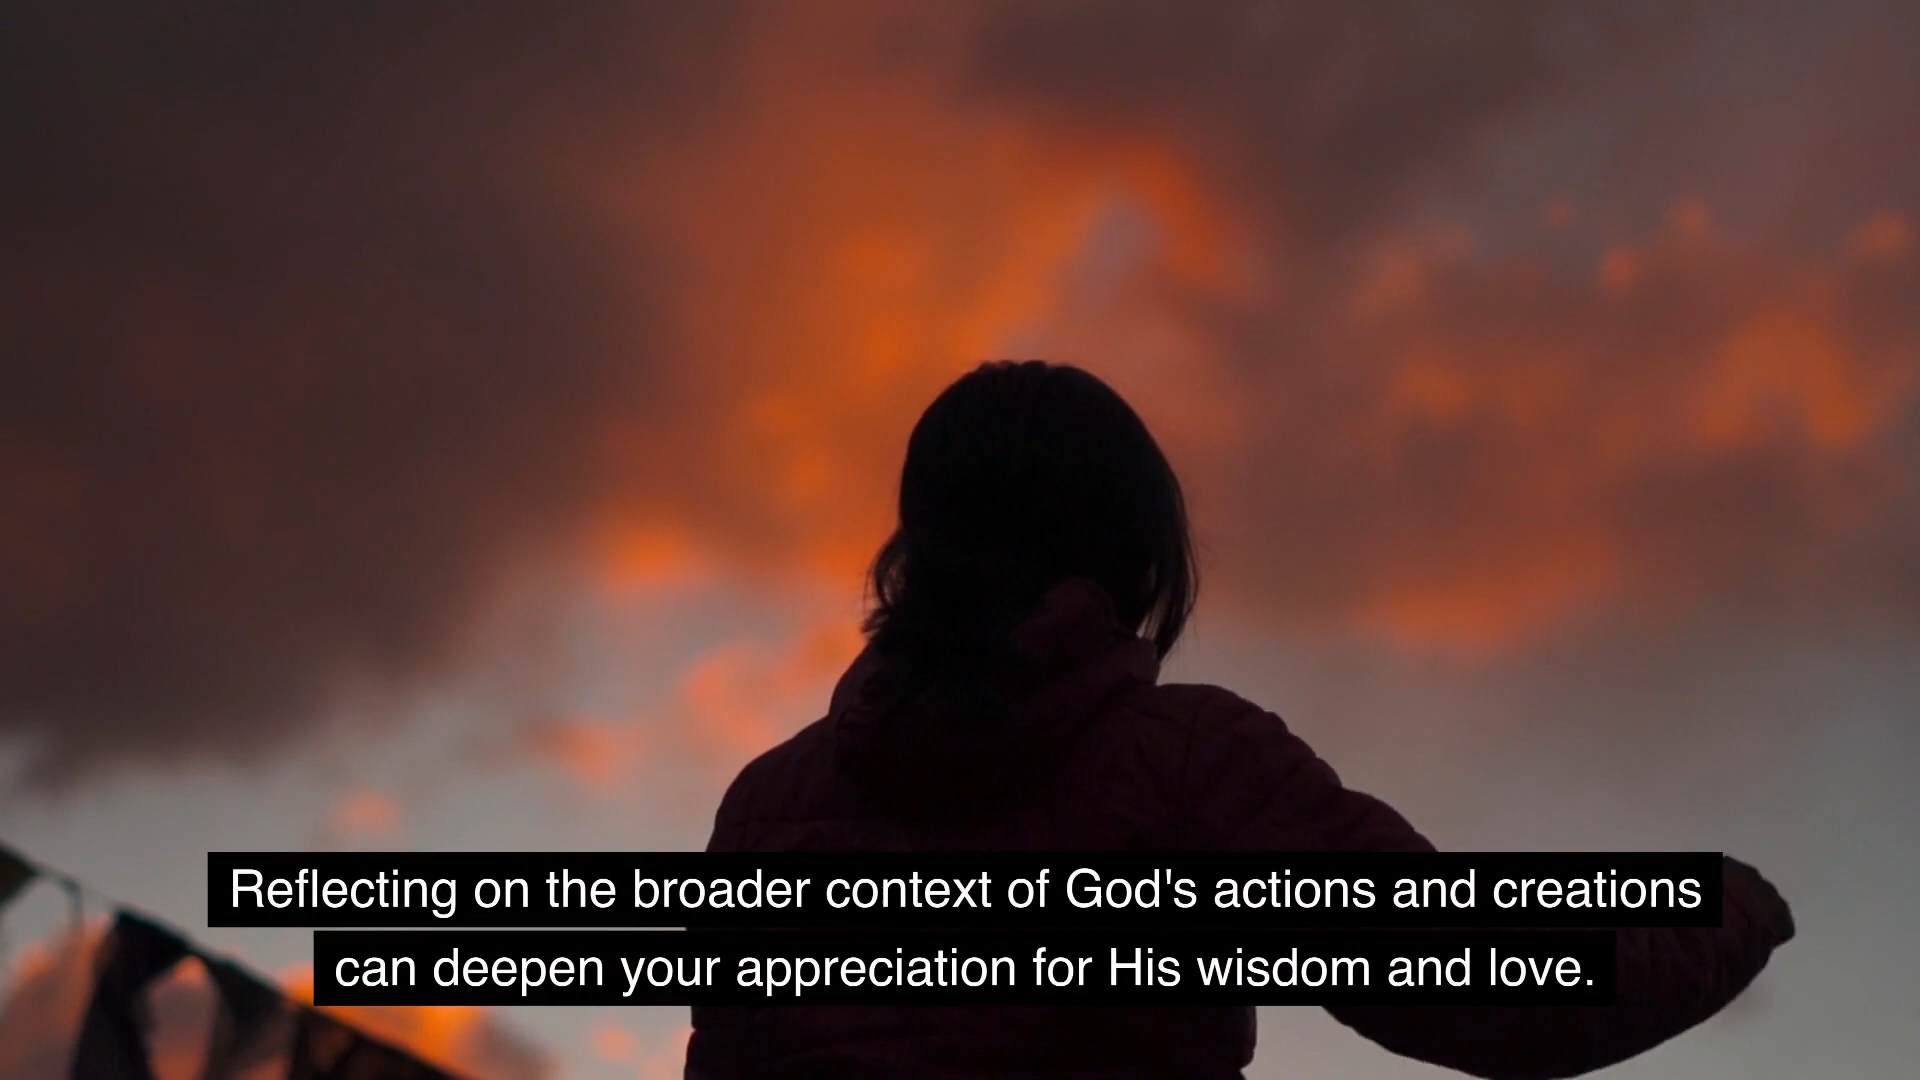 Reflecting on the broader context of God's actions and creations
can deepen your appreciation for His wisdom and love.